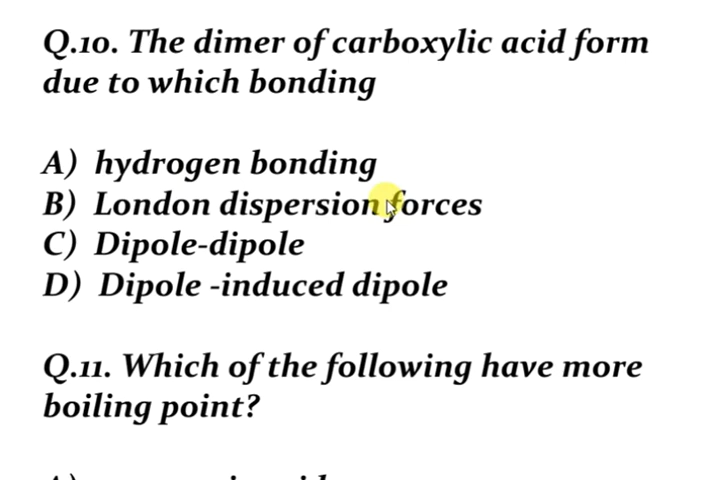 Q.10. The dimer of carboxylic acid form
due to which bonding
A) hydrogen bonding
B) London dispersion forces
C) Dipole-dipole
D) Dipole -induced dipole
Q.11. Which of the following have more
boiling point?